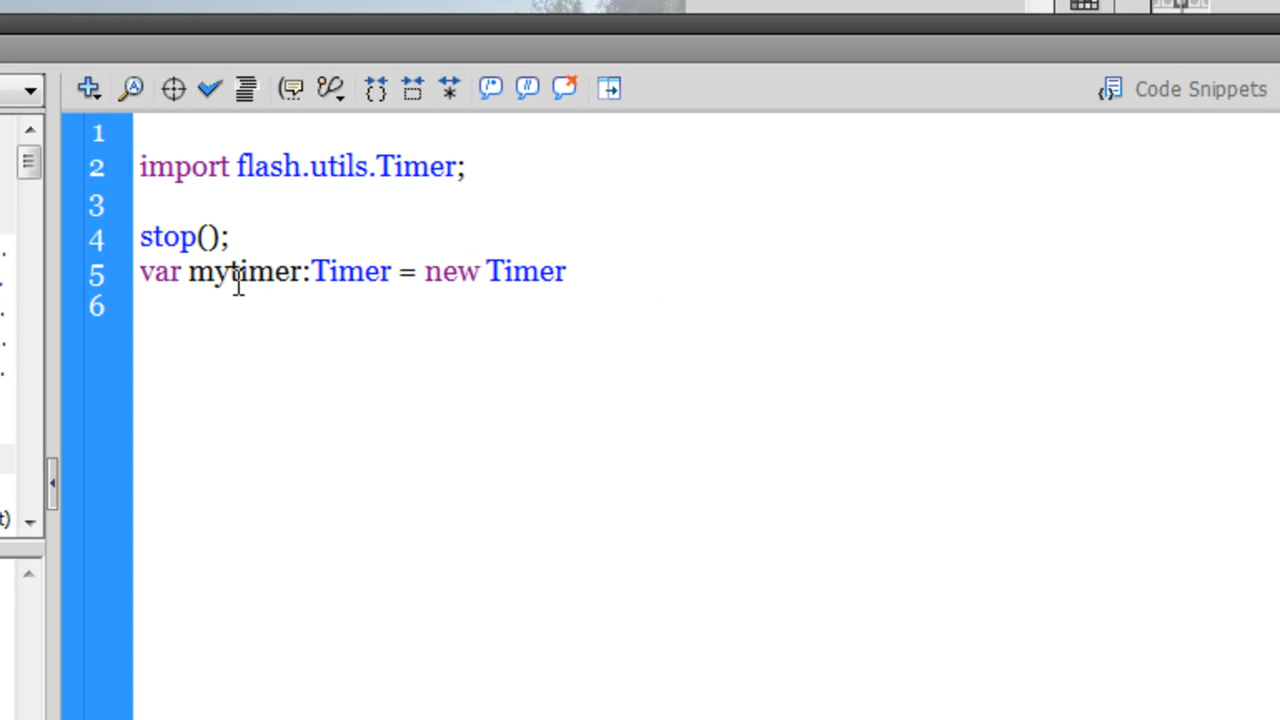 Code Snippets
1
2 import flash.utils.Timer;
3
4 stop();
5 var mytimer:Timer = new Timer
6
t)